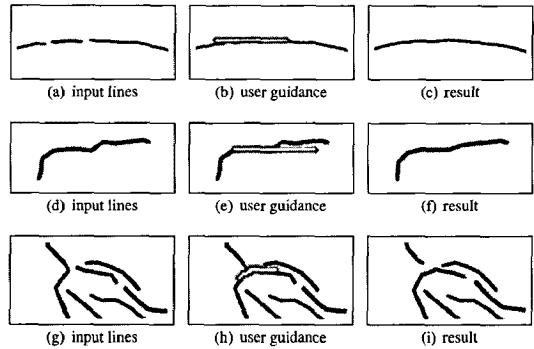 (a) input lines (b) user guidance (c) result
(d) input lines (e) user guidance (f) result
(g) input lines (h) user guidance (i) result